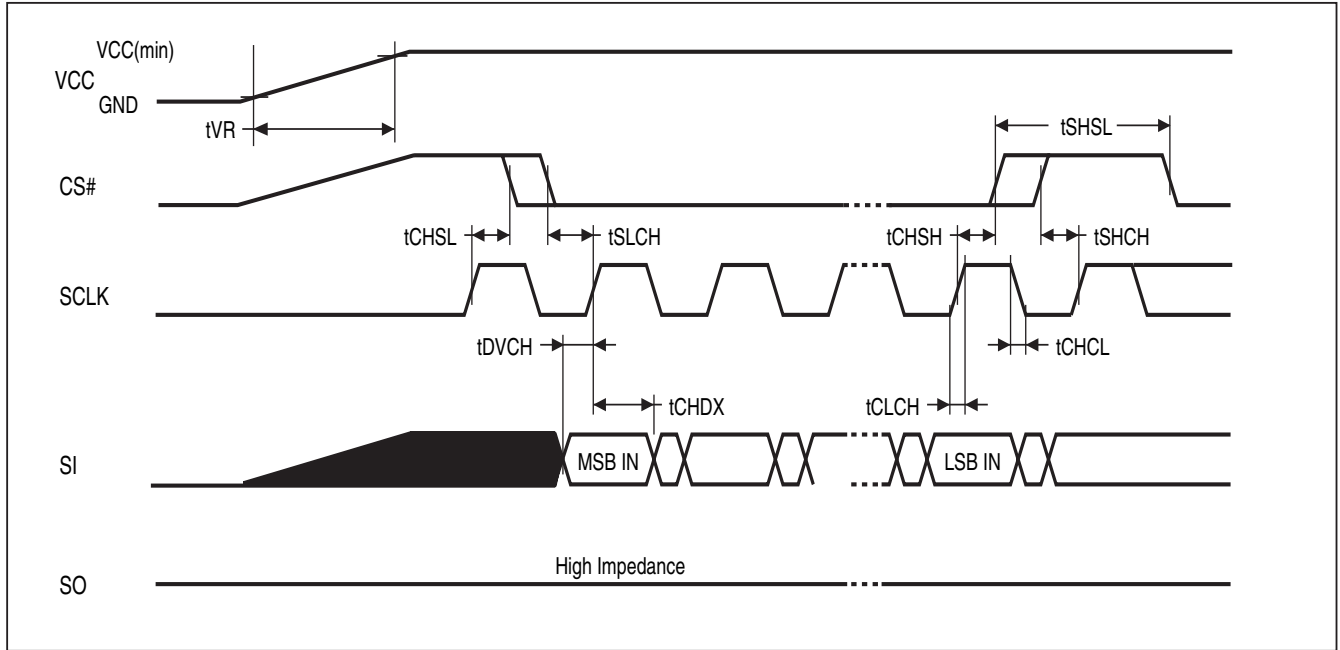 VCC(min)
VCC
GND
tVR
tSHSL
CS#
tCHSL
tSLCH
tCHSH
tSHCH
SCLK
tDVCH
tCHCL
tCHDX
tCLCH
SI
MSB IN
LSB IN
High Impedance
SO